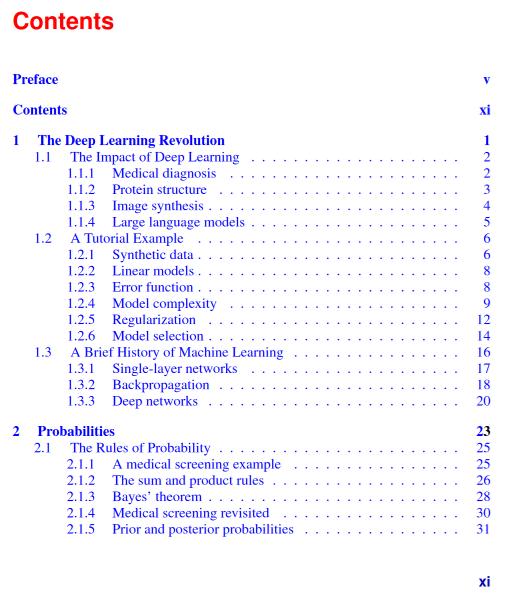 Contents
Preface v
Contents xi
1 The Deep Learning Revolution 1
1.1 The Impact of Deep Learning . . . . . . . . . . . . . . . . . . . . 2
1.1.1 Medical diagnosis . . . . . . . . . . . . . . . . . . . . . 2
1.1.2 Protein structure . . . . . . . . . . . . . . . . . . . . . . 3
1.1.3 Image synthesis . . . . . . . . . . . . . . . . . . . . . . . 4
1.1.4 Large language models . . . . . . . . . . . . . . . . . . . 5
1.2 A Tutorial Example . . . . . . . . . . . . . . . . . . . . . . . . 6
1.2.1 Synthetic data . . . . . . . . . . . . . . . . . . . . . . . . 6
1.2.2 Linear models . . . . . . . . . . . . . . . . . . . . . . . . 8
1.2.3 Error function . . . . . . . . . . . . . . . . . . . . . . . . 8
1.2.4 Model complexity . . . . . . . . . . . . . . . . . . . . . 9
1.2.5 Regularization . . . . . . . . . . . . . . . . . . . . . . . 12
1.2.6 Model selection . . . . . . . . . . . . . . . . . . . . . . . 14
1.3 A Brief History of Machine Learning . . . . . . . . . . . . . . . . 16
1.3.1 Single-layer networks . . . . . . . . . . . . . . . . . . . 17
1.3.2 Backpropagation . . . . . . . . . . . . . . . . . . . . . . 18
1.3.3 Deep networks . . . . . . . . . . . . . . . . . . . . . . . 20
2 Probabilities 23
2.1 The Rules of Probability . . . . . . . . . . . . . . . . . . . . . . 25
2.1.1 A medical screening example . . . . . . . . . . . . . . . . 25
2.1.2 The sum and product rules . . . . . . . . . . . . . . . . . 26
2.1.3 Bayes’ theorem . . . . . . . . . . . . . . . . . . . . . . . 28
2.1.4 Medical screening revisited . . . . . . . . . . . . . . . . 30
2.1.5 Prior and posterior probabilities . . . . . . . . . . . . . . 31
xi